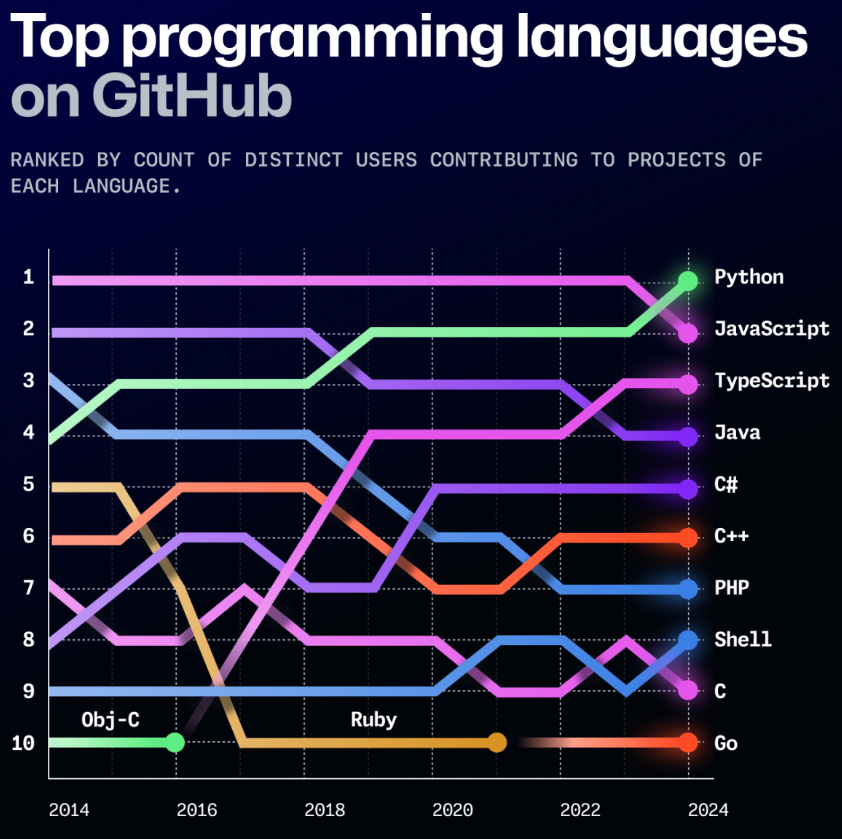 Top programming languages
on GitHub
RANKED BY COUNT OF DISTINCT USERS CONTRIBUTING TO PROJECTS OF
EACH LANGUAGE.
1 Python
2 JavaScript
3 TypeScript
4 Java
5 C#
6 C++
7 PHP
8 Shell
9 C
Obj-C Ruby
10 Go
2014 2016 2018 2020 2022 2024